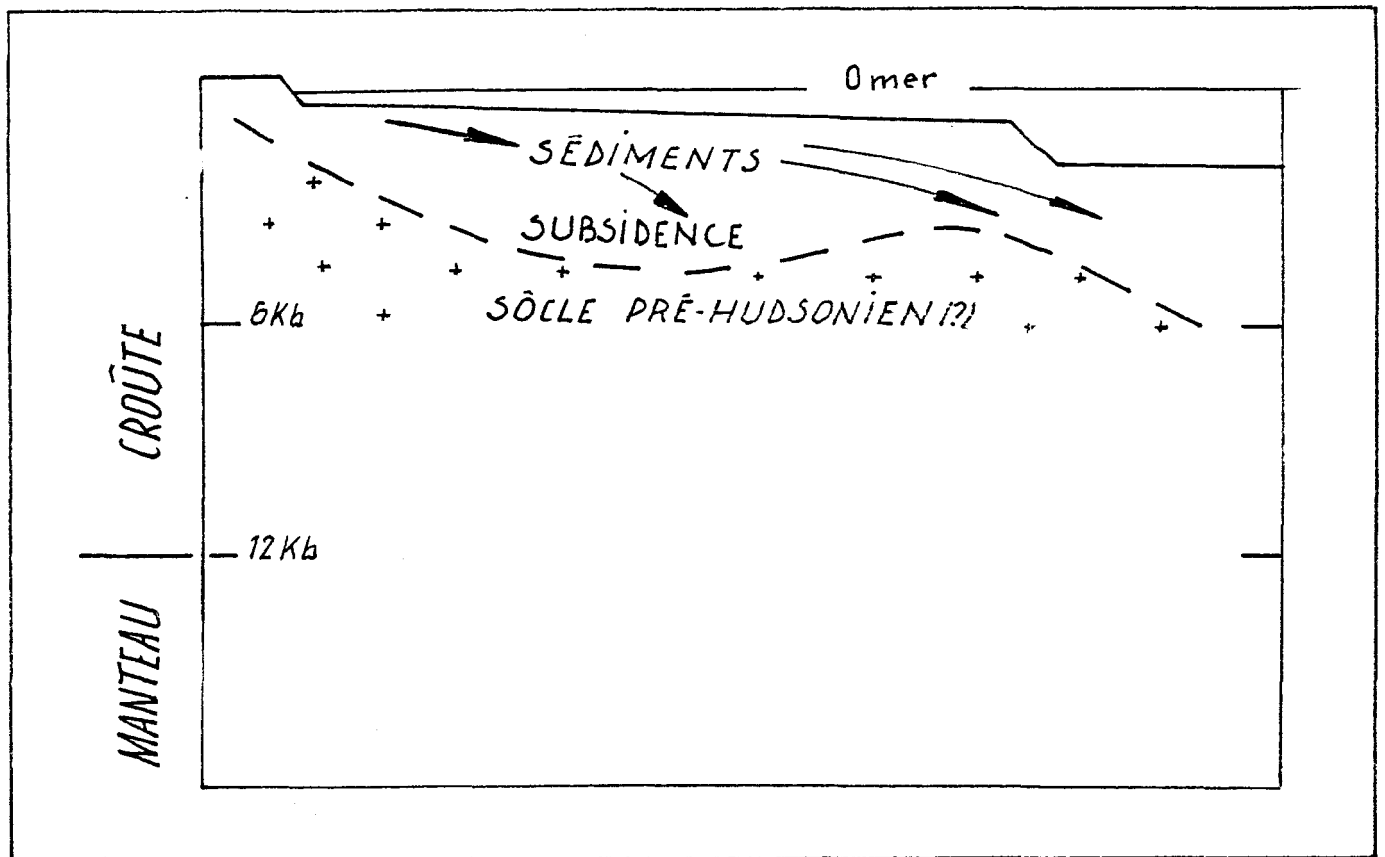 0 mer
SÉDIMENTS
SUBSIDENCE
SÔCLE PRÉ-HUDSONIEN(?)
6Kb
CROÛTE
12Kb
MANTEAU